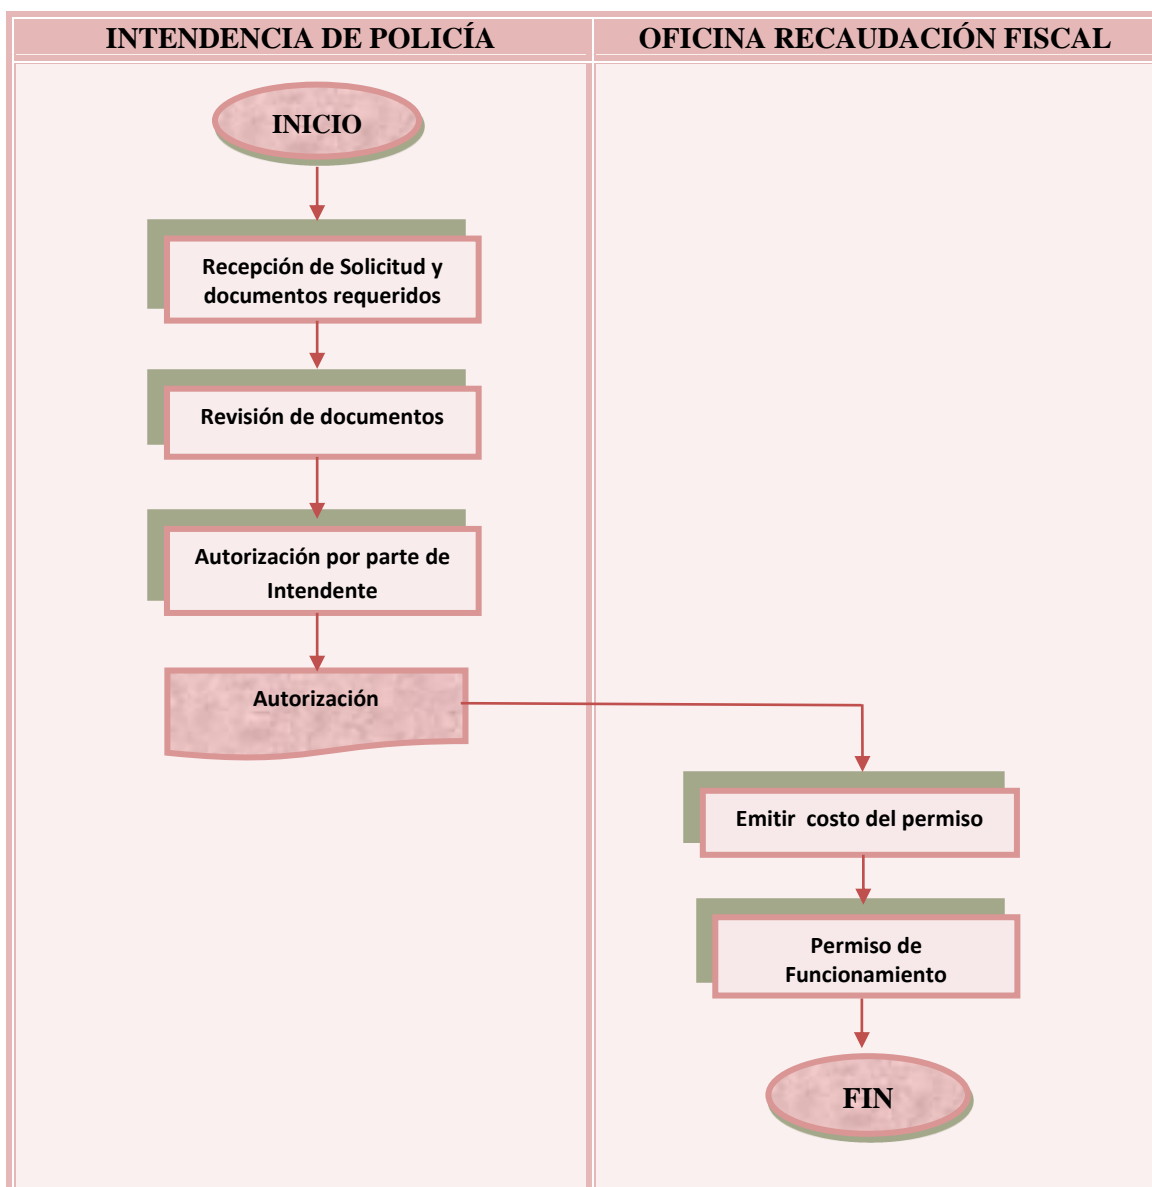 INTENDENCIA DE POLICÍA
OFICINA RECAUDACIÓN FISCAL
INICIO
Recepción de Solicitud y
documentos requeridos
Revisión de documentos
Autorización por parte de
Intendente
Autorización
Emitir costo del permiso
Permiso de
Funcionamiento
FIN